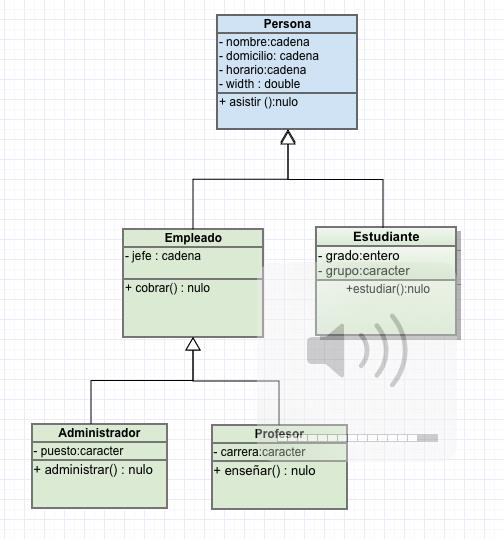 Persona
- nombre:cadena
- domicilio: cadena
- horario:cadena
- width : double
+ asistir ():nulo
Empleado
- jefe : cadena
+ cobrar() : nulo
Estudiante
- grado:entero
- grupo:caracter
+estudiar():nulo
Administrador
- puesto:caracter
+ administrar() : nulo
Profesor
- carrera:caracter
+ enseñar() : nulo